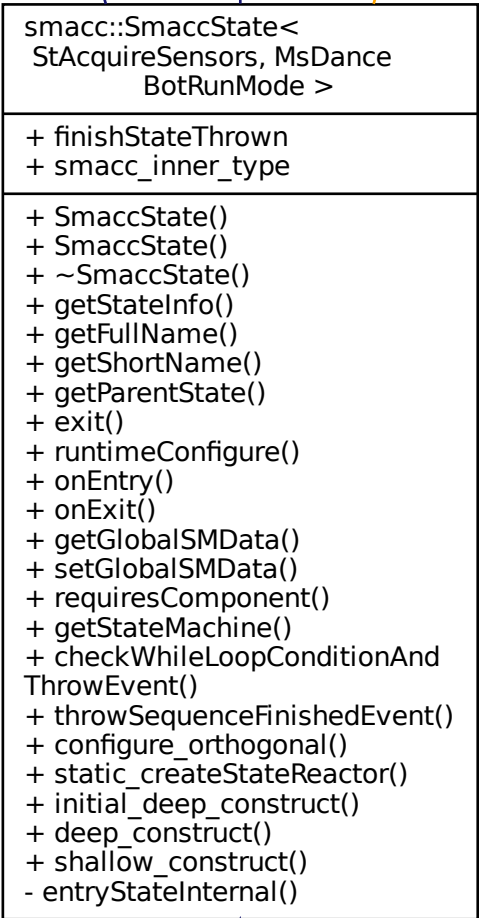 smacc::SmaccState<
StAcquireSensors, MsDance
BotRunMode >
+ finishStateThrown
+ smacc_inner_type
+ SmaccState()
+ SmaccState()
+ ~SmaccState()
+ getStateInfo()
+ getFullName()
+ getShortName()
+ getParentState()
+ exit()
+ runtimeConfigure()
+ onEntry()
+ onExit()
+ getGlobalSMData()
+ setGlobalSMData()
+ requiresComponent()
+ getStateMachine()
+ checkWhileLoopConditionAnd
ThrowEvent()
+ throwSequenceFinishedEvent()
+ configure_orthogonal()
+ static_createStateReactor()
+ initial_deep_construct()
+ deep_construct()
+ shallow_construct()
- entryStateInternal()